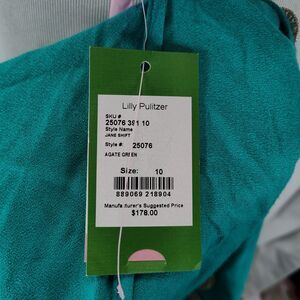 Lilly Pulitzer
SKU #
25076 391 10
Style Name
JANE SHIFT
Style #: 25076
AGATE GREEN
Size: 10
889069 218904
Manufacturer's Suggested Price
$178.00